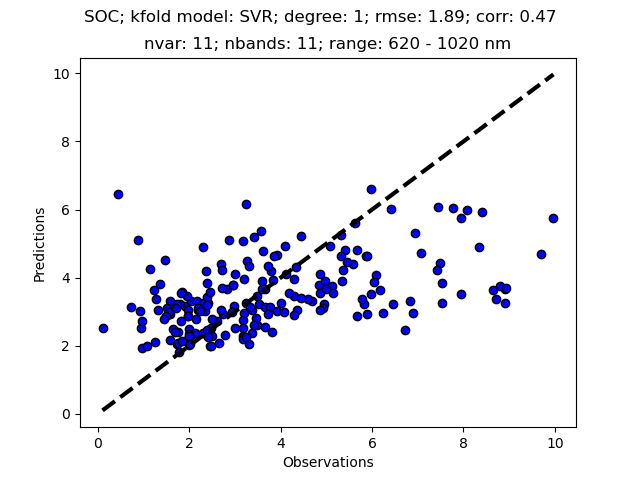 SOC; kfold model: SVR; degree: 1; rmse: 1.89; corr: 0.47
nvar: 11; nbands: 11; range: 620 - 1020 nm
10
8
6
4
2
0
Predictions
0 2 4 6 8 10
Observations